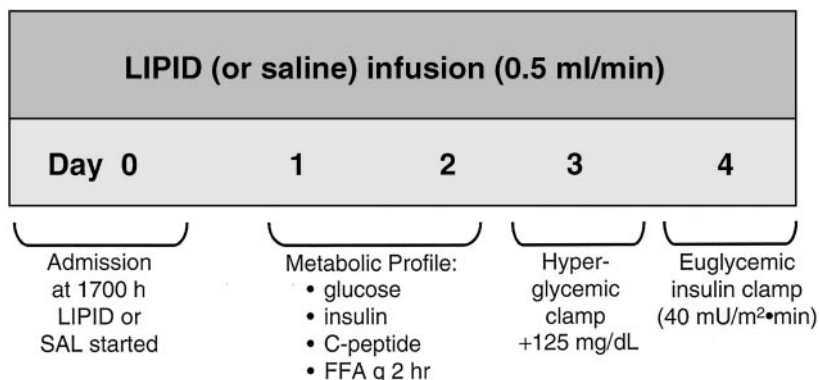 LIPID (or saline) infusion (0.5 ml/min)
Day 0 1 2 3 4
Admission
at 1700 h
LIPID or
SAL started
Metabolic Profile:
• glucose
• insulin
• C-peptide
• FFA q 2 hr
Hyper-
glycemic
clamp
+125 mg/dL
Euglycemic
insulin clamp
(40 mU/m²•min)